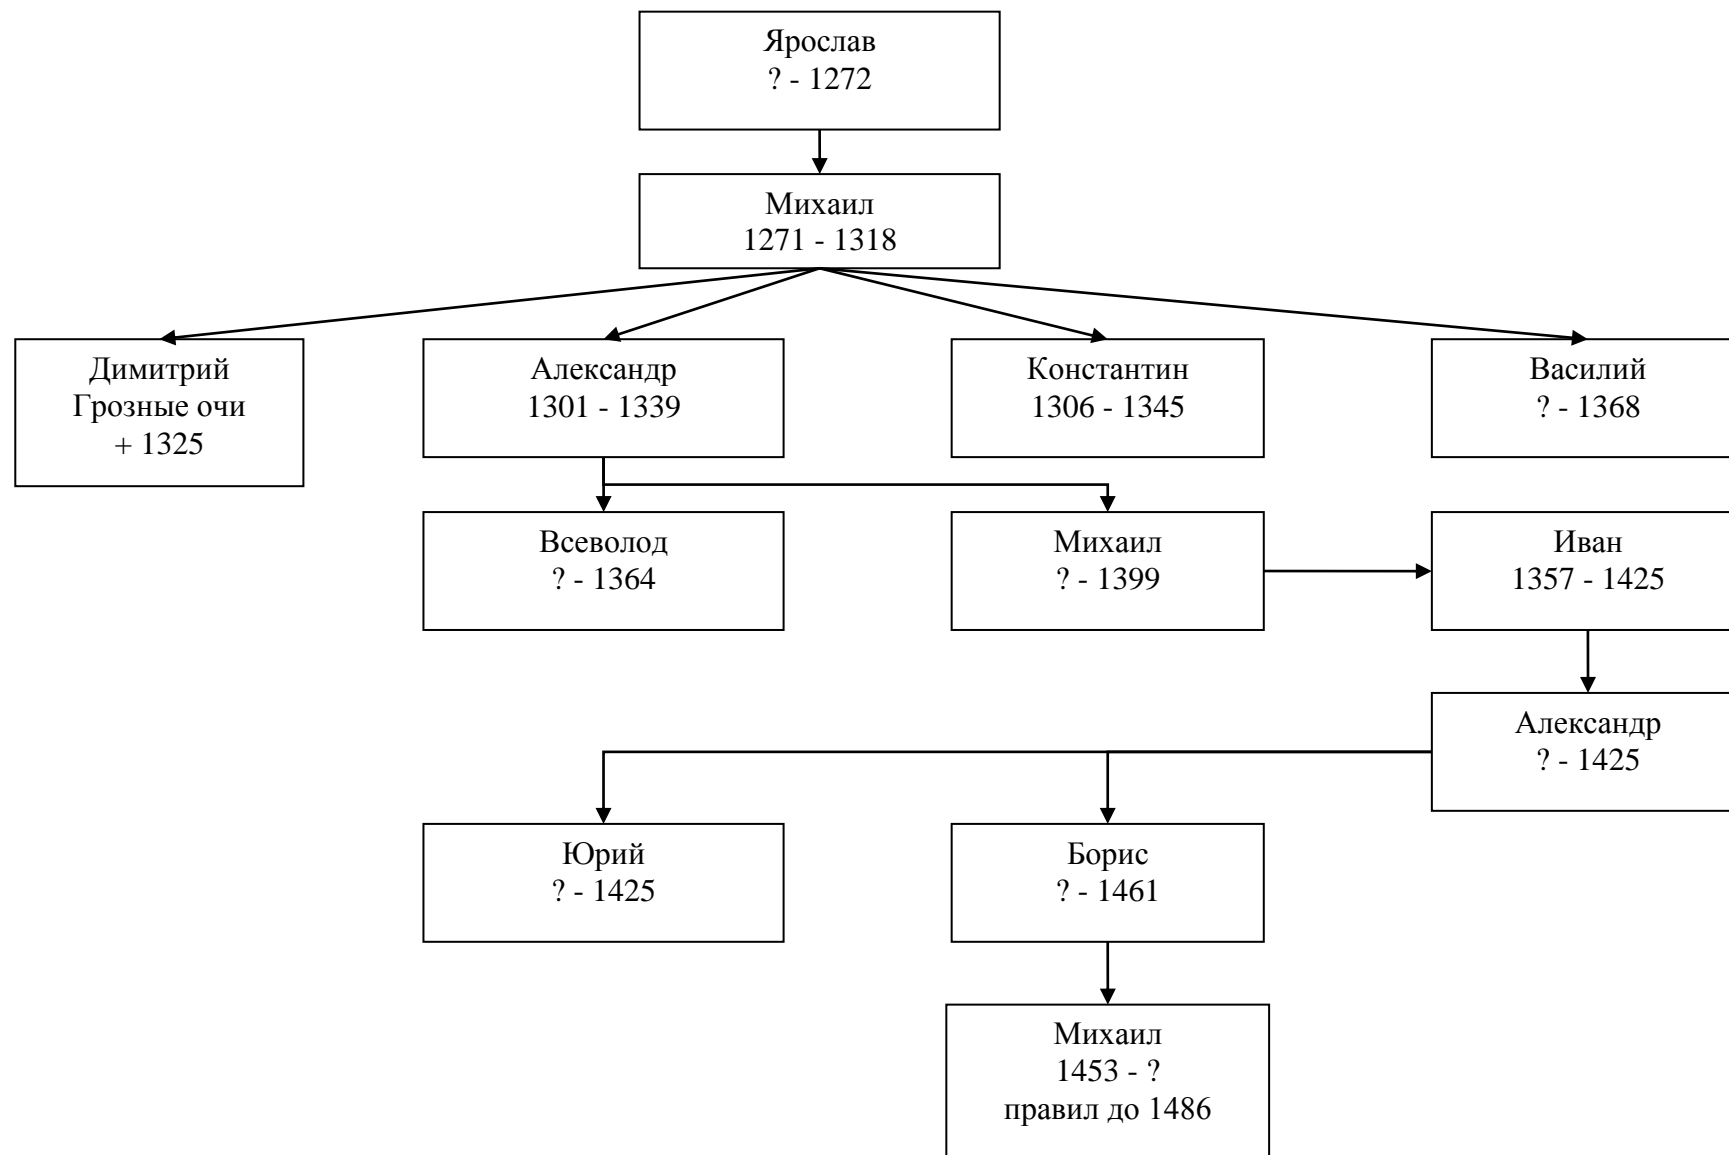 Ярослав
? - 1272
Михаил
1271 - 1318
Димитрий
Грозные очи
+ 1325
Александр
1301 - 1339
Константин
1306 - 1345
Василий
? - 1368
Всеволод
? - 1364
Михаил
? - 1399
Иван
1357 - 1425
Александр
? - 1425
Юрий
? - 1425
Борис
? - 1461
Михаил
1453 - ?
правил до 1486